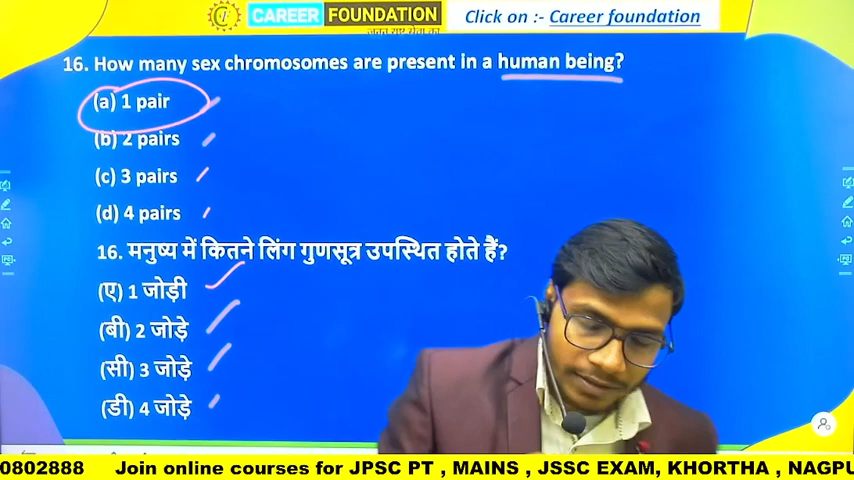 CAREER FOUNDATION
Click on :- Career foundation
16. How many sex chromosomes are present in a human being?
(a) 1 pair
(b) 2 pairs
(c) 3 pairs
(d) 4 pairs
16. मनुष्य में कितने लिंग गुणसूत्र उपस्थित होते हैं?
(ए) 1 जोड़ी
(बी) 2 जोड़े
(सी) 3 जोड़े
(डी) 4 जोड़े
0802888 Join online courses for JPSC PT , MAINS , JSSC EXAM, KHORTHA , NAGPU